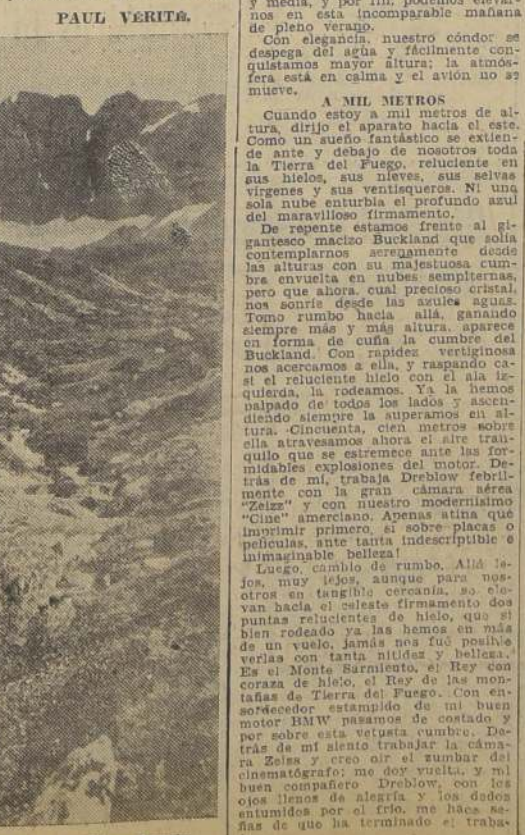 PAUL VÉRITÉ.
y media, y por fin, podemos elevar-
nos en esta incomparable mañana
de pleno verano.
Con elegancia, nuestro cóndor se
despega del agua y fácilmente con-
quistamos mayor altura; la atmós-
fera está en calma y el avión no se
mueve.
A MIL METROS
Cuando estoy a mil metros de al-
tura, dirijo el aparato hacia el este.
Como un sueño fantástico se extien-
de ante y debajo de nosotros toda
la Tierra del Fuego, reluciente en
sus hielos, sus nieves, sus selvas
vírgenes y sus ventisqueros. Ni una
sola nube enturbia el profundo azul
del maravilloso firmamento.
De repente estamos frente al gi-
gantesco macizo Buckland que solía
contemplarnos serenamente desde
las alturas con su majestuosa cum-
bre envuelta en nubes sempiternas,
pero que ahora, cual precioso cristal,
nos sonríe desde las azules aguas.
Tomo rumbo hacia allá, ganando
siempre más y más altura, aparece
en forma de cuña la cumbre del
Buckland. Con rapidez vertiginosa
nos acercamos a ella, y raspando ca-
si el reluciente hielo con el ala iz-
quierda, la rodeamos. Ya la hemos
palpado de todos los lados y ascen-
diendo siempre la superamos en al-
tura. Cincuenta, cien metros sobre
ella atravesamos ahora el aire tran-
quilo que se estremece ante las for-
midables explosiones del motor. De-
trás de mí, trabaja Dreblow febril-
mente con la gran cámara aérea
"Zeizz" y con nuestro modernísimo
"Cine" amerciano. Apenas atina qué
imprimir primero, si sobre placas o
películas, ante tanta indescriptible e
inimaginable belleza!
Luego, cambio de rumbo. Allá le-
jos, muy lejos, aunque para nos-
otros en tangible cercanía, se ele-
van hacia el celeste firmamento dos
puntas relucientes de hielo, que si
bien rodeado ya las hemos en más
de un vuelo, jamás nos fué posible
verlas con tanta nitidez y belleza.
Es el Monte Sarmiento, el Rey con
coraza de hielo, el Rey de las mon-
tañas de Tierra del Fuego. Con en-
sordecedor estampido de mi buen
motor BMW pasamos de costado y
por sobre esta vetusta cumbre. De-
trás de mí siento trabajar la cáma-
ra Zeiss y creo oir el zumbar del
cinematógrafo; me doy vuelta, y mi
buen compañero Dreblow, con los
ojos llenos de alegría y los dedos
entumidos por el frío, me hace se-
ñas de que ha terminado el traba-